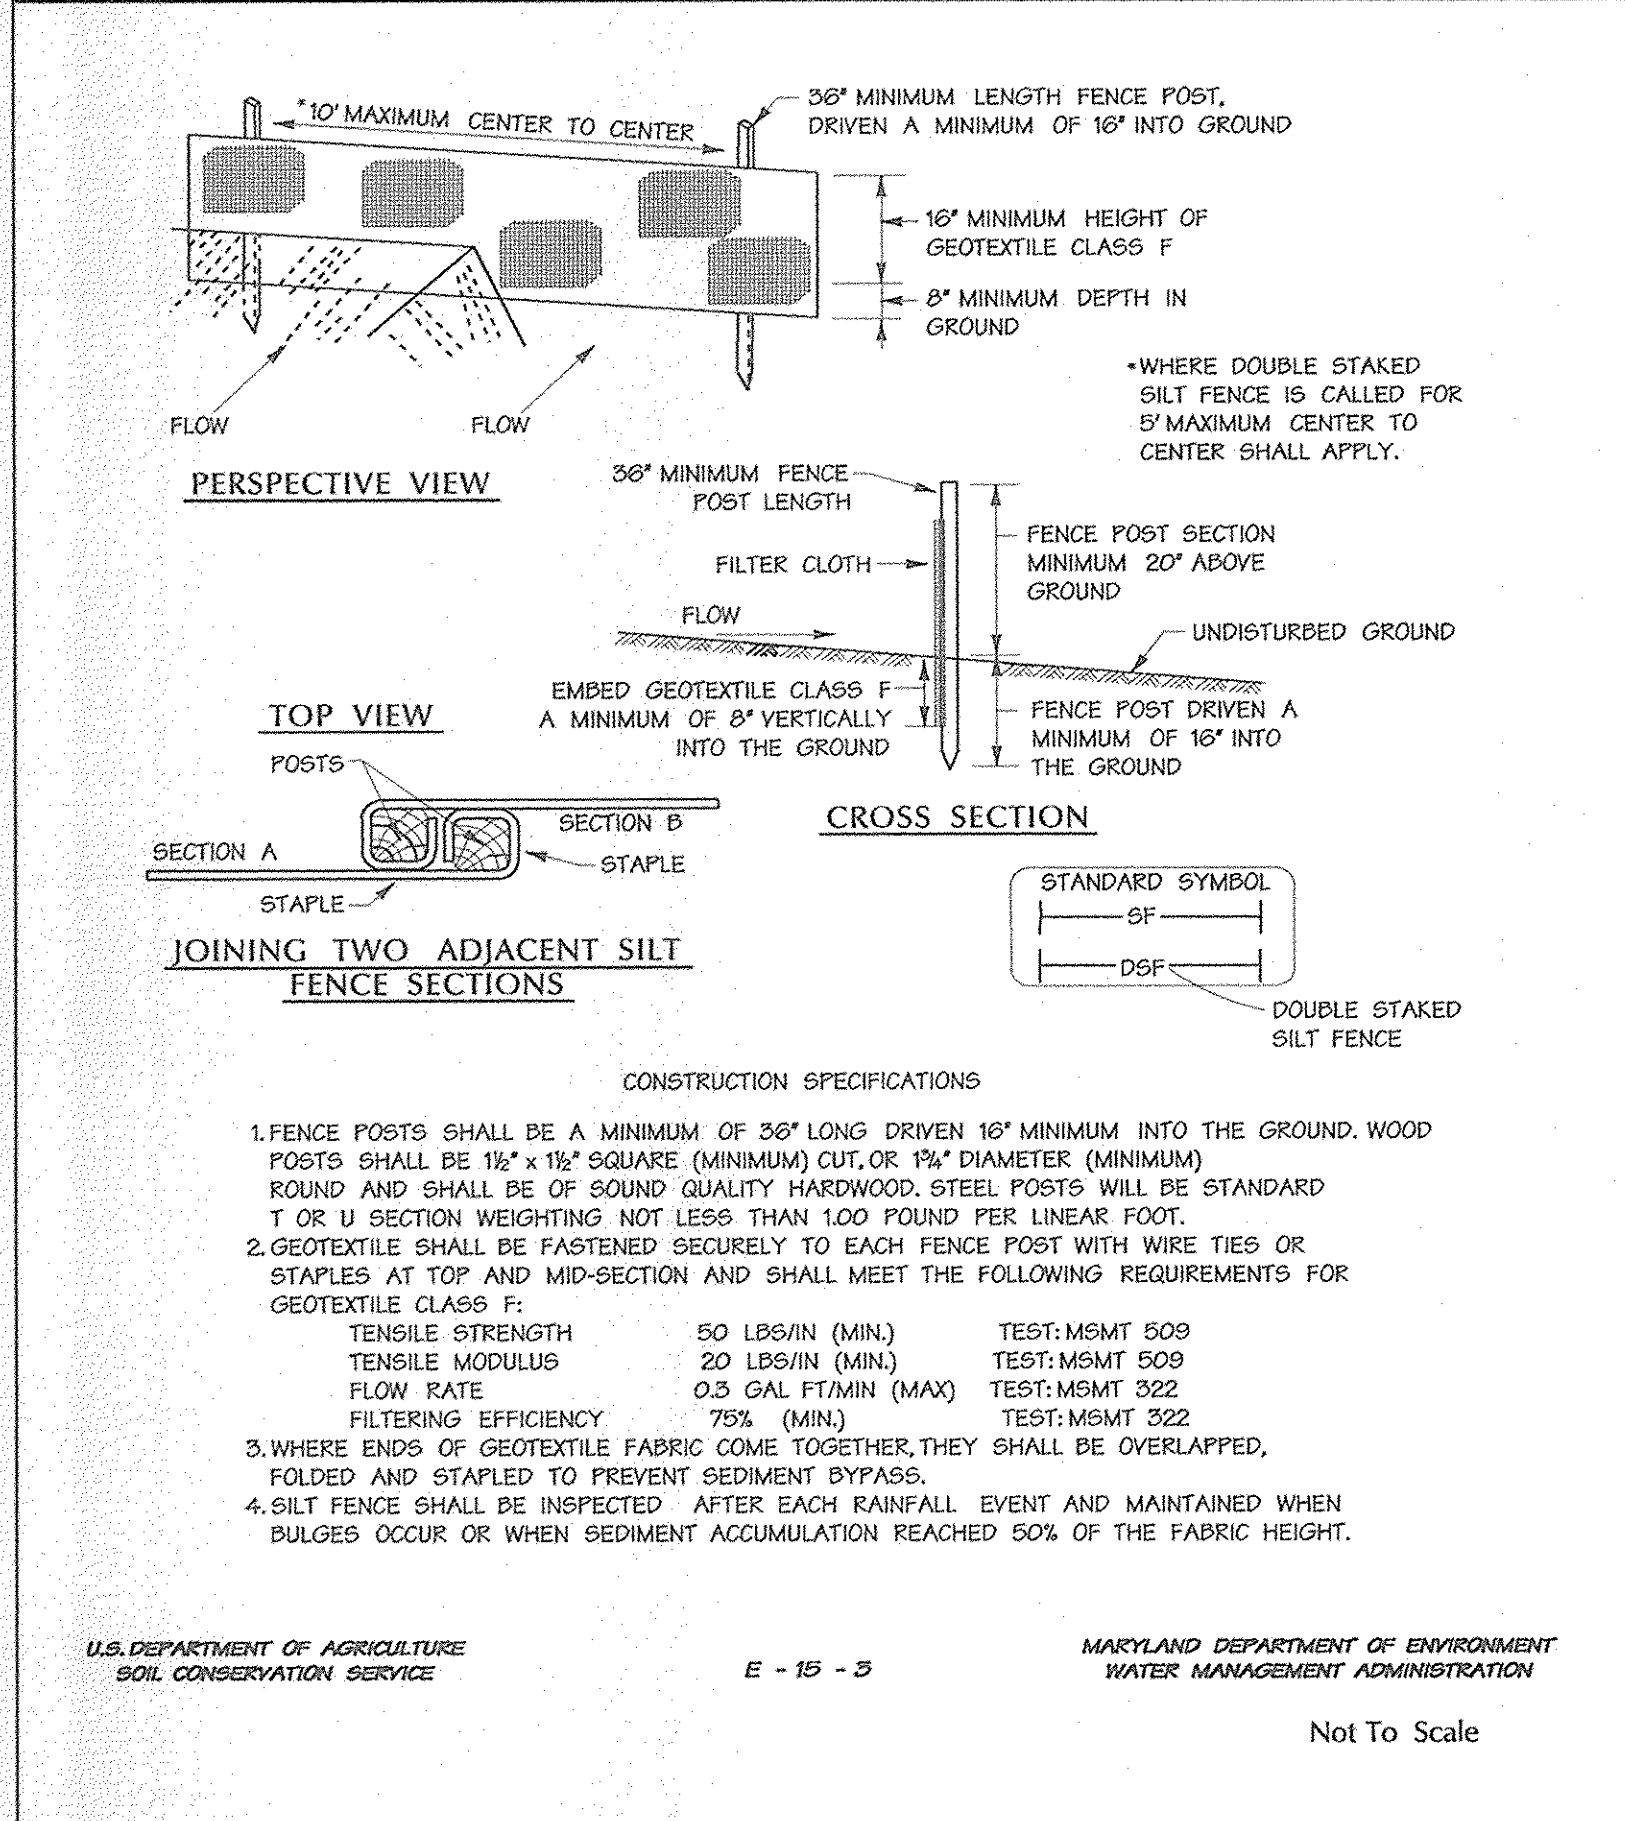 *10' MAXIMUM CENTER TO CENTER
36" MINIMUM LENGTH FENCE POST,
DRIVEN A MINIMUM OF 16" INTO GROUND
16" MINIMUM HEIGHT OF
GEOTEXTILE CLASS F
8" MINIMUM DEPTH IN
GROUND
FLOW
FLOW
PERSPECTIVE VIEW
*WHERE DOUBLE STAKED
SILT FENCE IS CALLED FOR
5' MAXIMUM CENTER TO
CENTER SHALL APPLY.
36" MINIMUM FENCE
POST LENGTH
FILTER CLOTH
FLOW
FENCE POST SECTION
MINIMUM 20" ABOVE
GROUND
UNDISTURBED GROUND
EMBED GEOTEXTILE CLASS F
A MINIMUM OF 8" VERTICALLY
INTO THE GROUND
FENCE POST DRIVEN A
MINIMUM OF 16" INTO
THE GROUND
CROSS SECTION
TOP VIEW
POSTS
SECTION B
SECTION A
STAPLE
STAPLE
JOINING TWO ADJACENT SILT
FENCE SECTIONS
STANDARD SYMBOL
SF
DSF
DOUBLE STAKED
SILT FENCE
CONSTRUCTION SPECIFICATIONS
1. FENCE POSTS SHALL BE A MINIMUM OF 36" LONG DRIVEN 16" MINIMUM INTO THE GROUND. WOOD
POSTS SHALL BE 1½" x 1½" SQUARE (MINIMUM) CUT, OR 1¾" DIAMETER (MINIMUM)
ROUND AND SHALL BE OF SOUND QUALITY HARDWOOD. STEEL POSTS WILL BE STANDARD
T OR U SECTION WEIGHTING NOT LESS THAN 1.00 POUND PER LINEAR FOOT.
2. GEOTEXTILE SHALL BE FASTENED SECURELY TO EACH FENCE POST WITH WIRE TIES OR
STAPLES AT TOP AND MID-SECTION AND SHALL MEET THE FOLLOWING REQUIREMENTS FOR
GEOTEXTILE CLASS F:
TENSILE STRENGTH 50 LBS/IN (MIN.) TEST: MSMT 509
TENSILE MODULUS 20 LBS/IN (MIN.) TEST: MSMT 509
FLOW RATE 0.3 GAL FT/MIN (MAX) TEST: MSMT 322
FILTERING EFFICIENCY 75% (MIN.) TEST: MSMT 322
3. WHERE ENDS OF GEOTEXTILE FABRIC COME TOGETHER, THEY SHALL BE OVERLAPPED,
FOLDED AND STAPLED TO PREVENT SEDIMENT BYPASS.
4. SILT FENCE SHALL BE INSPECTED AFTER EACH RAINFALL EVENT AND MAINTAINED WHEN
BULGES OCCUR OR WHEN SEDIMENT ACCUMULATION REACHED 50% OF THE FABRIC HEIGHT.
U.S. DEPARTMENT OF AGRICULTURE
SOIL CONSERVATION SERVICE
E - 15 - 3
MARYLAND DEPARTMENT OF ENVIRONMENT
WATER MANAGEMENT ADMINISTRATION
Not To Scale